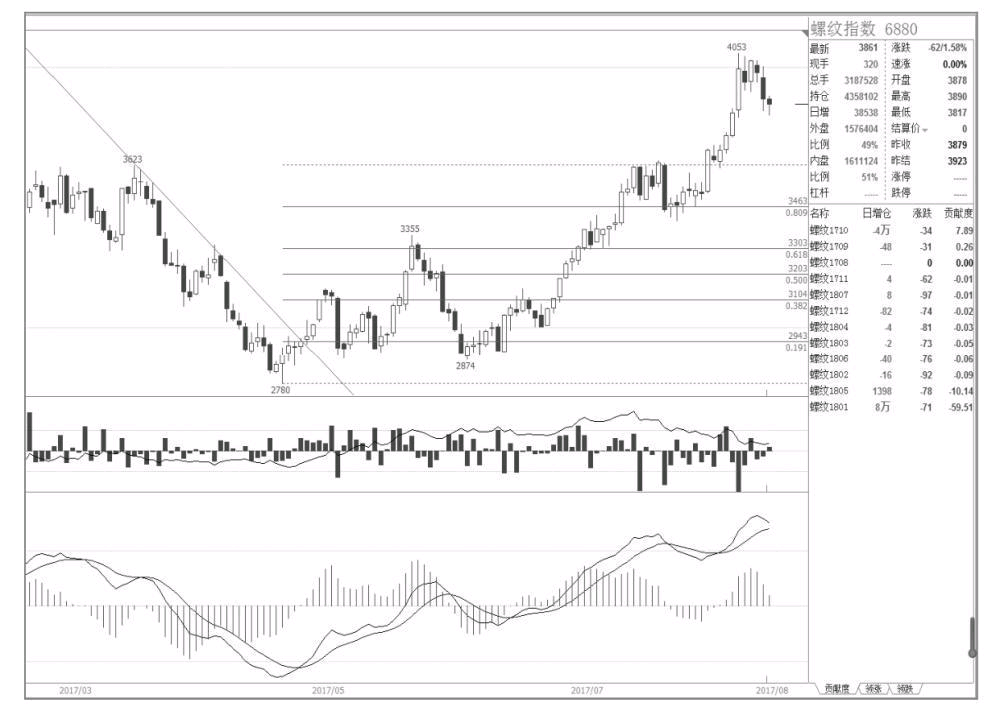 螺纹指数 6880
最新 3861 涨跌 -62/1.58%
现手 320 速涨 0.00%
总手 3187528 开盘 3878
持仓 4358102 最高 3890
日增 38538 最低 3817
外盘 1576404 结算价 0
比例 49% 昨收 3879
内盘 1611124 昨结 3923
比例 51% 涨停 -----
杠杆 ----- 跌停 -----
名称 日增仓 涨跌 贡献度
螺纹1710 -4万 -34 7.89
螺纹1709 -48 -31 0.26
螺纹1708 ---- 0 0.00
螺纹1711 4 -62 -0.01
螺纹1807 8 -97 -0.01
螺纹1712 -82 -74 -0.02
螺纹1804 -4 -81 -0.03
螺纹1803 -2 -73 -0.05
螺纹1806 -40 -76 -0.06
螺纹1802 -16 -92 -0.09
螺纹1805 1398 -78 -10.14
螺纹1801 8万 -71 -59.51
4053
3623
3463
0.809
3355
3303
0.618
3203
0.500
3104
0.382
2943
0.191
2874
2780
2017/03 2017/05 2017/07 2017/08
贡献度 领涨 领跌